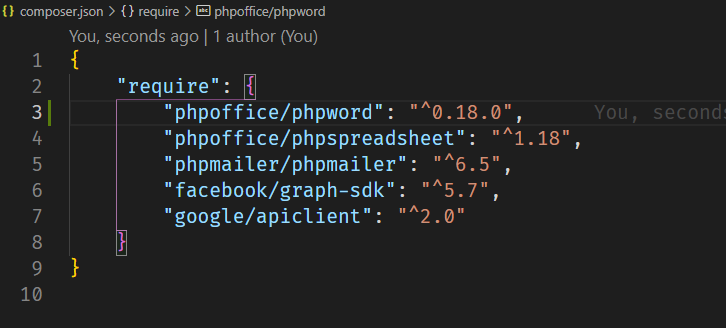 composer.json > { } require > abc phpoffice/phpword
You, seconds ago | 1 author (You)
1 {
2 "require": {
3 "phpoffice/phpword": "^0.18.0", You, seconds
4 "phpoffice/phpspreadsheet": "^1.18",
5 "phpmailer/phpmailer": "^6.5",
6 "facebook/graph-sdk": "^5.7",
7 "google/apiclient": "^2.0"
8 }
9 }
10